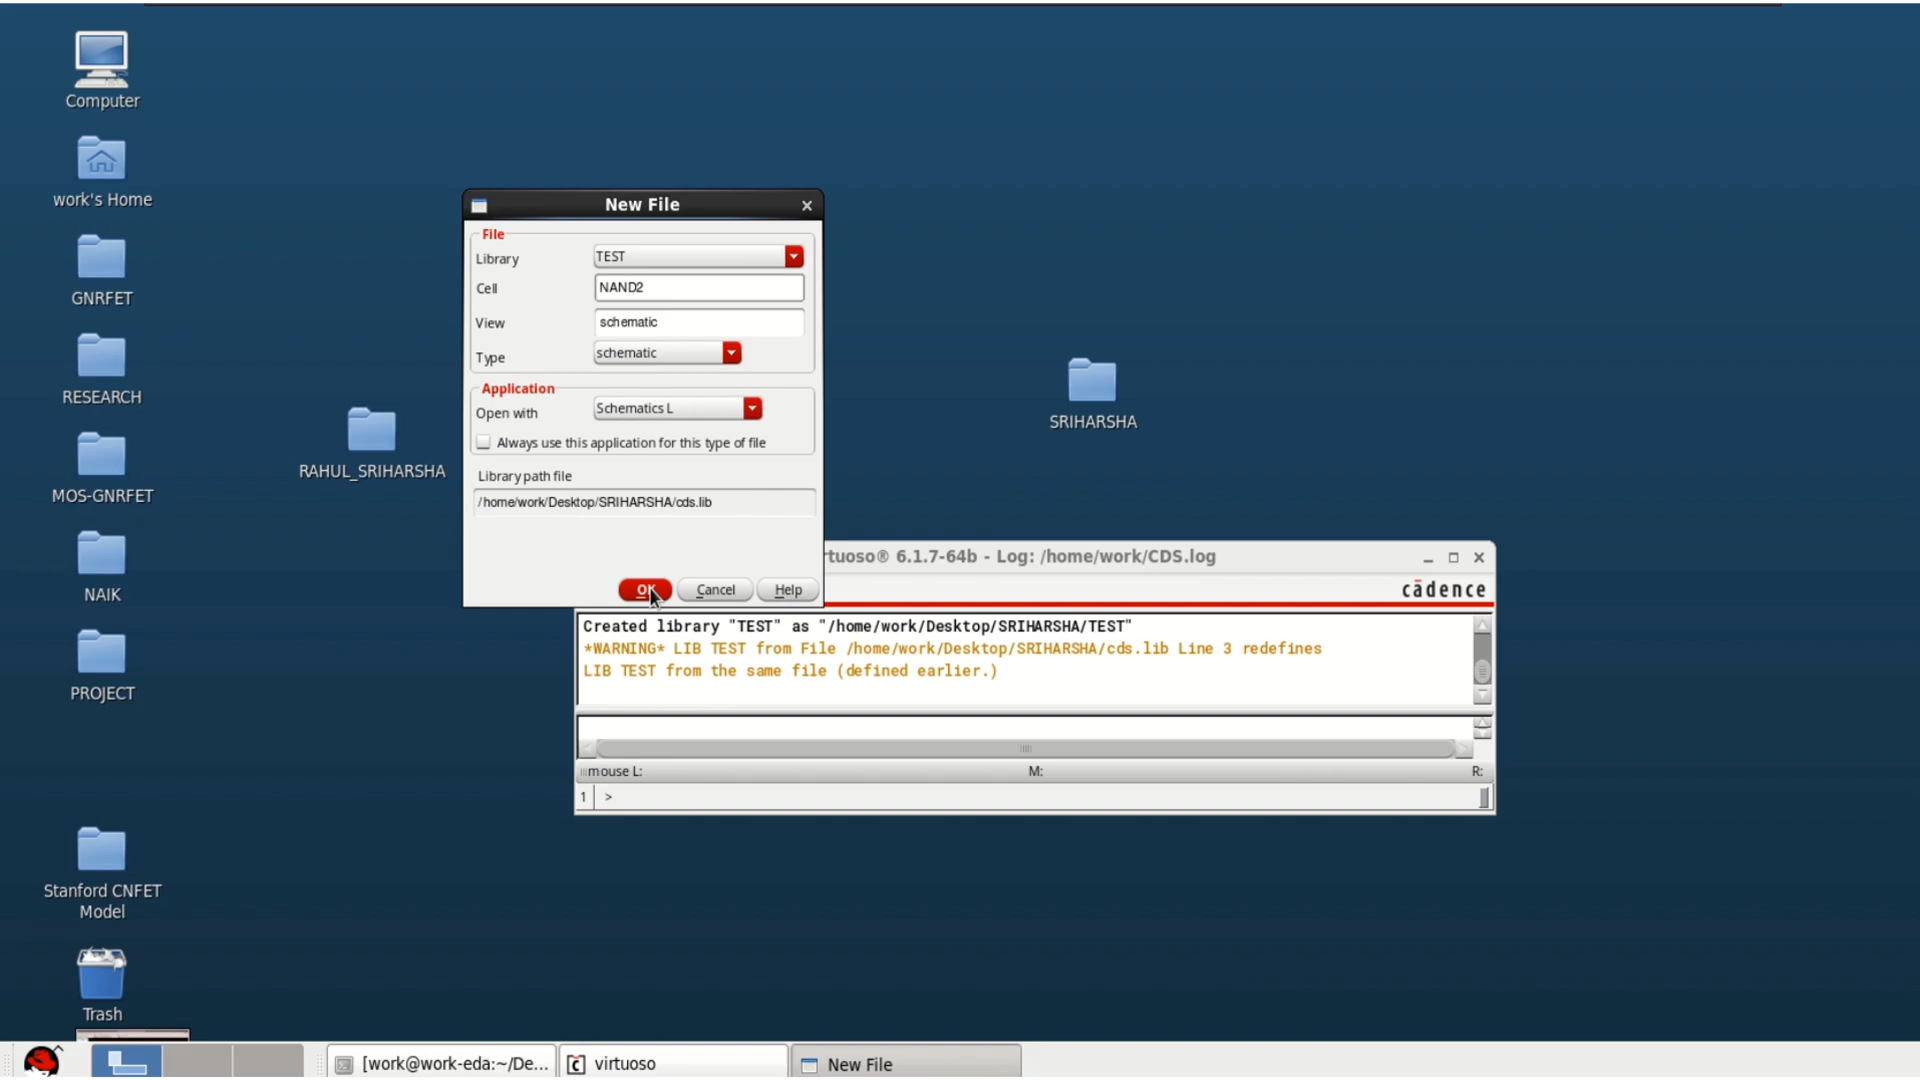 Computer
work's Home
GNRFET
RESEARCH
MOS-GNRFET
NAIK
PROJECT
Stanford CNFET
Model
Trash
RAHUL_SRIHARSHA
SRIHARSHA
New File
File
Library TEST
Cell NAND2
View schematic
Type schematic
Application
Open with Schematics L
Always use this application for this type of file
Library path file
/home/work/Desktop/SRIHARSHA/cds.lib
OK Cancel Help
tuoso® 6.1.7-64b - Log: /home/work/CDS.log
cādence
Created library "TEST" as "/home/work/Desktop/SRIHARSHA/TEST"
*WARNING* LIB TEST from File /home/work/Desktop/SRIHARSHA/cds.lib Line 3 redefines
LIB TEST from the same file (defined earlier.)
mouse L: M: R:
1 >
[work@work-eda:~/De... virtuoso New File